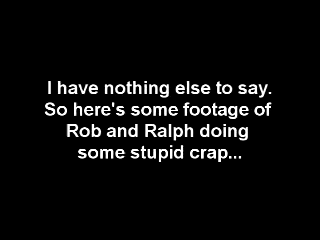 I have nothing else to say.
So here's some footage of
Rob and Ralph doing
some stupid crap...